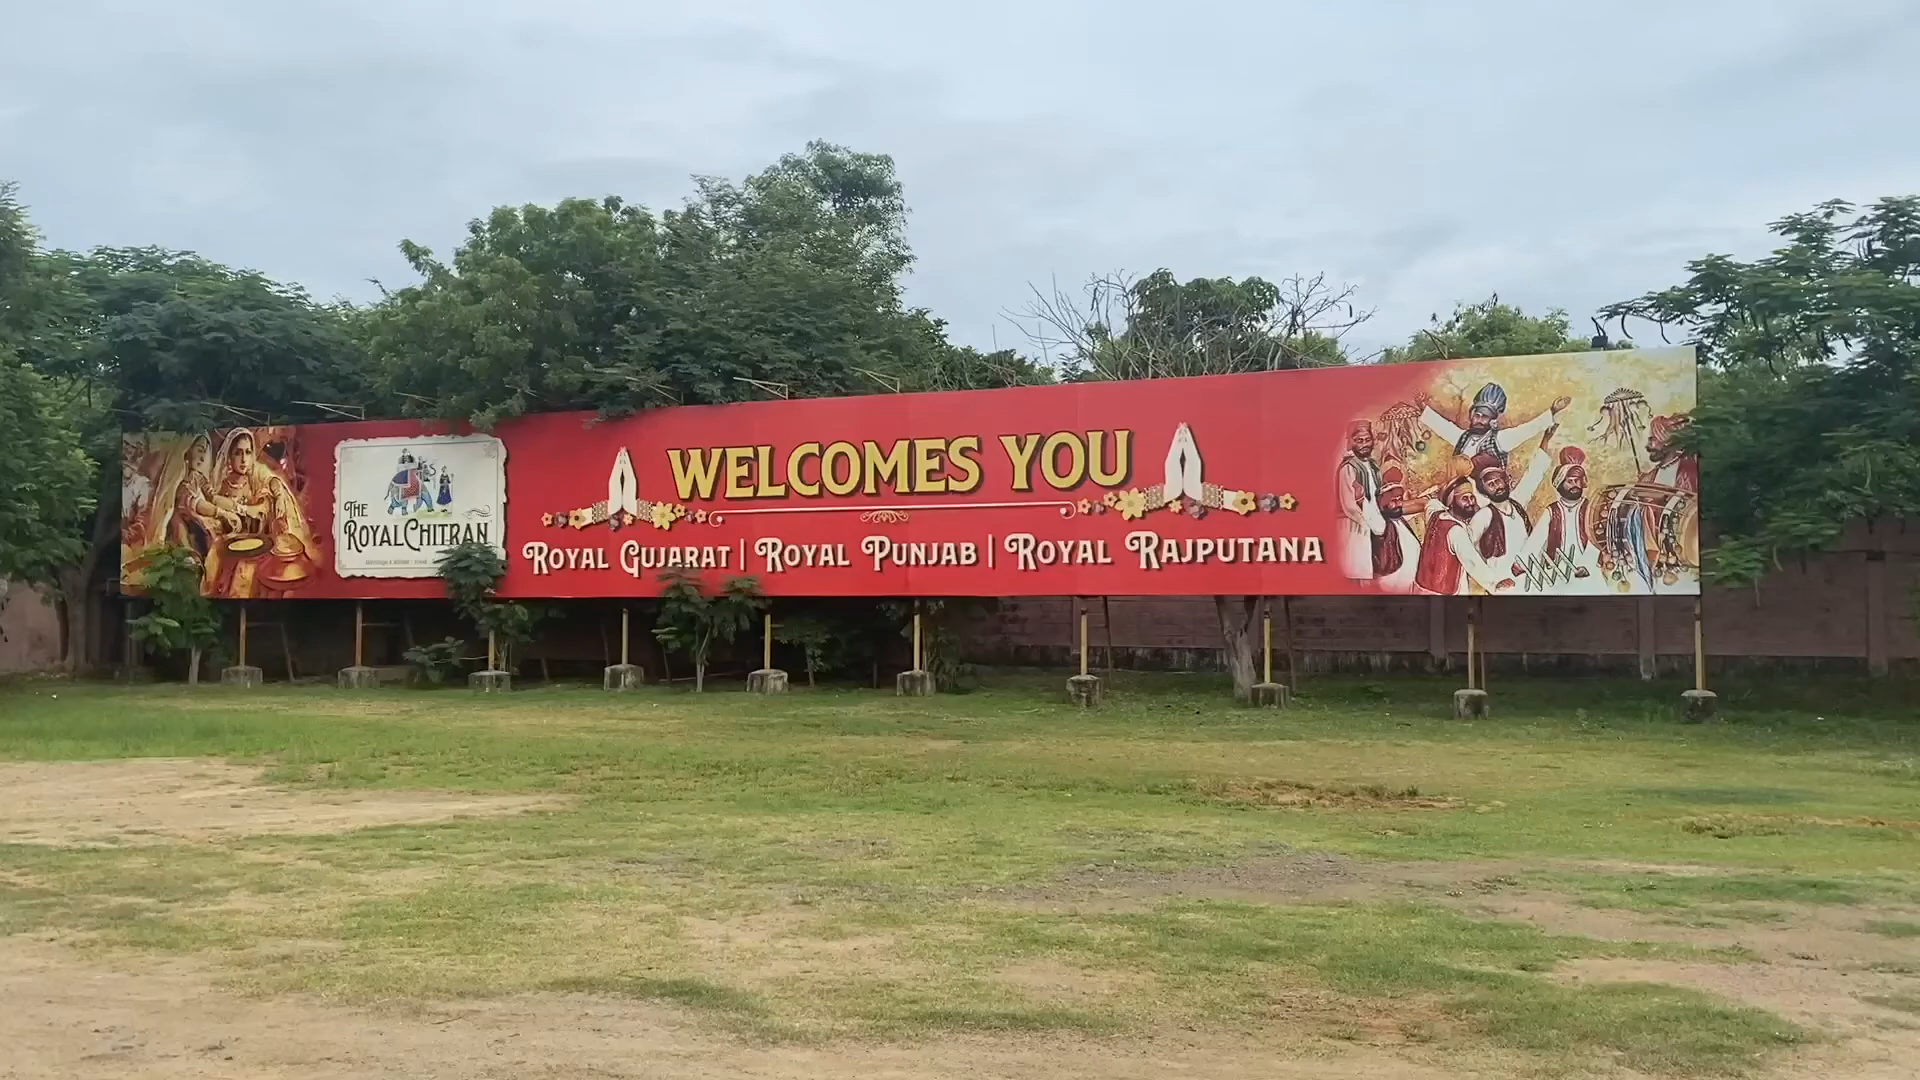 THE
ROYAL CHITRAN
WELCOMES YOU
ROYAL GUJARAT | ROYAL PUNJAB | ROYAL RAJPUTANA